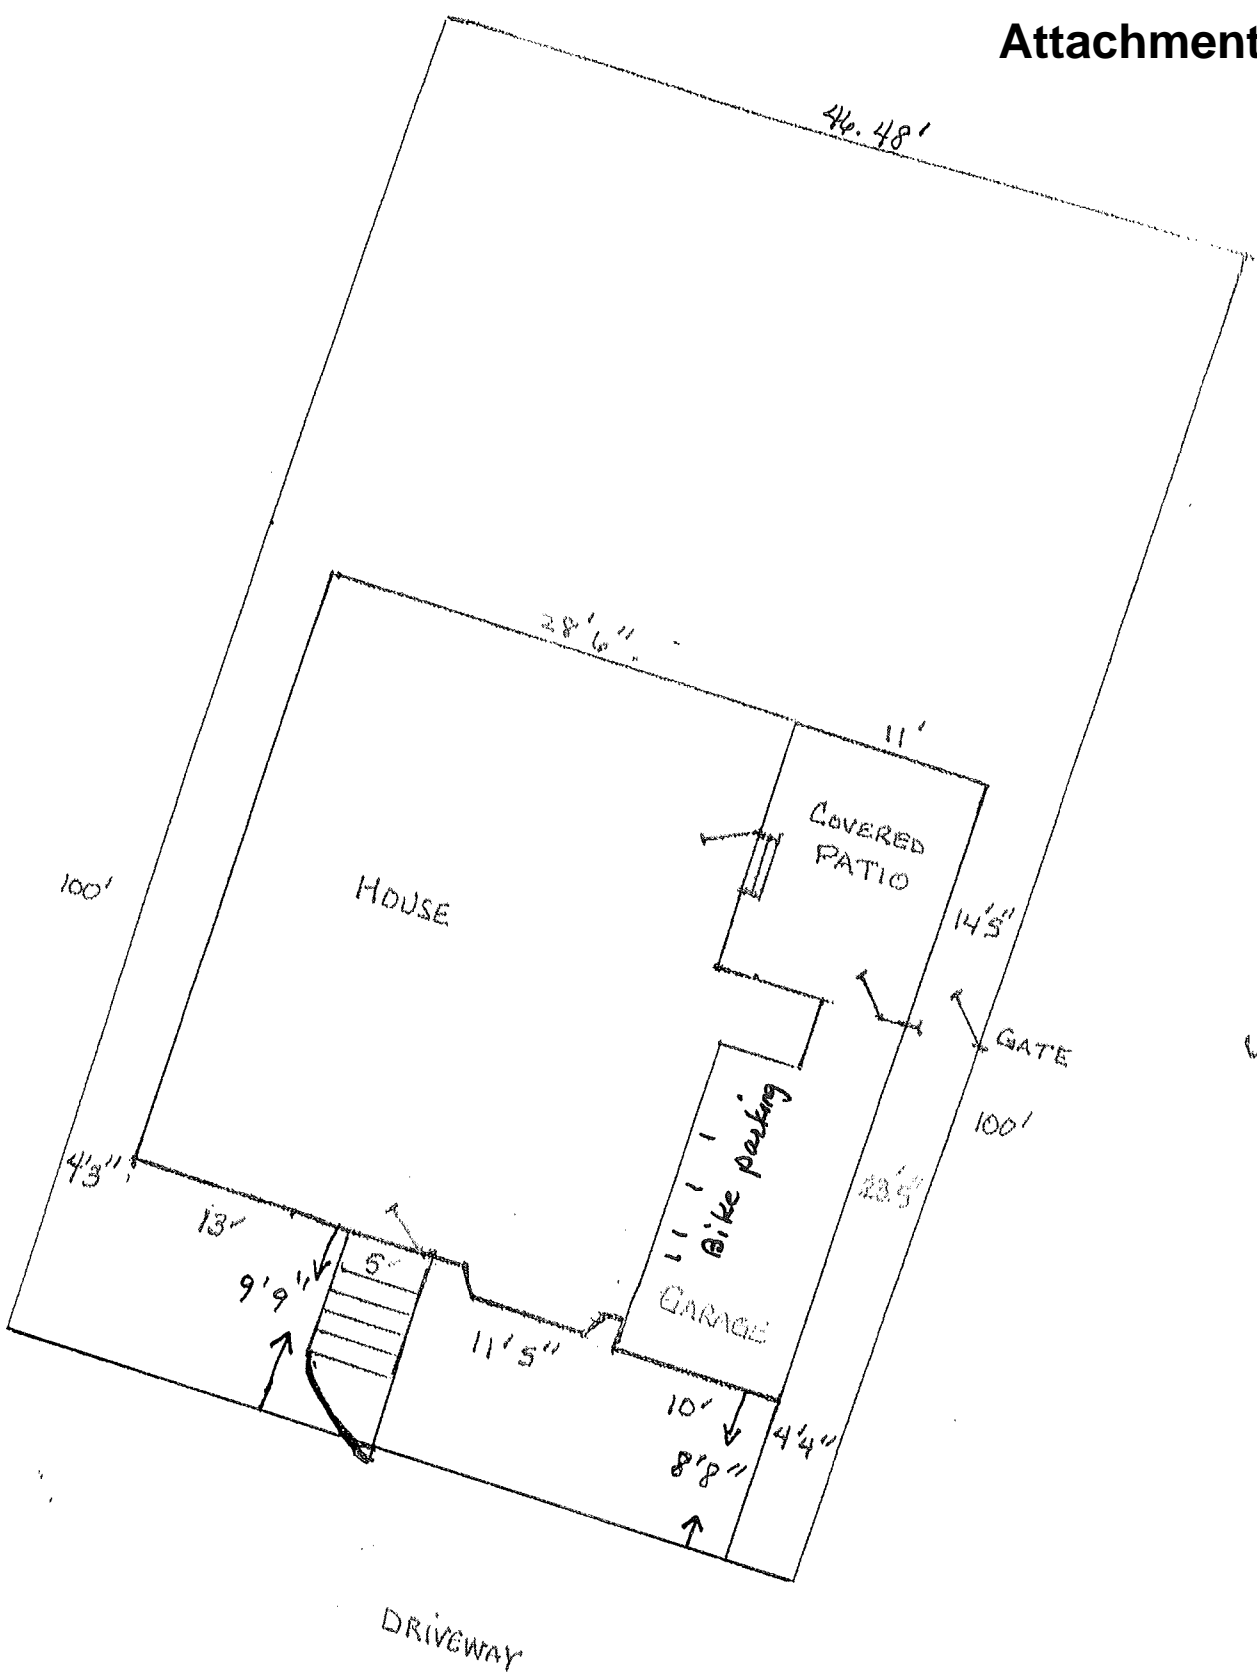 Attachment
46.48'
28'6"
11'
COVERED
PATIO
HOUSE
100'
14'5"
GATE
100'
Bike parking
4'3"
13'
5'
9'9"
GARAGE
11'5"
10'
4'4"
8'8"
DRIVEWAY